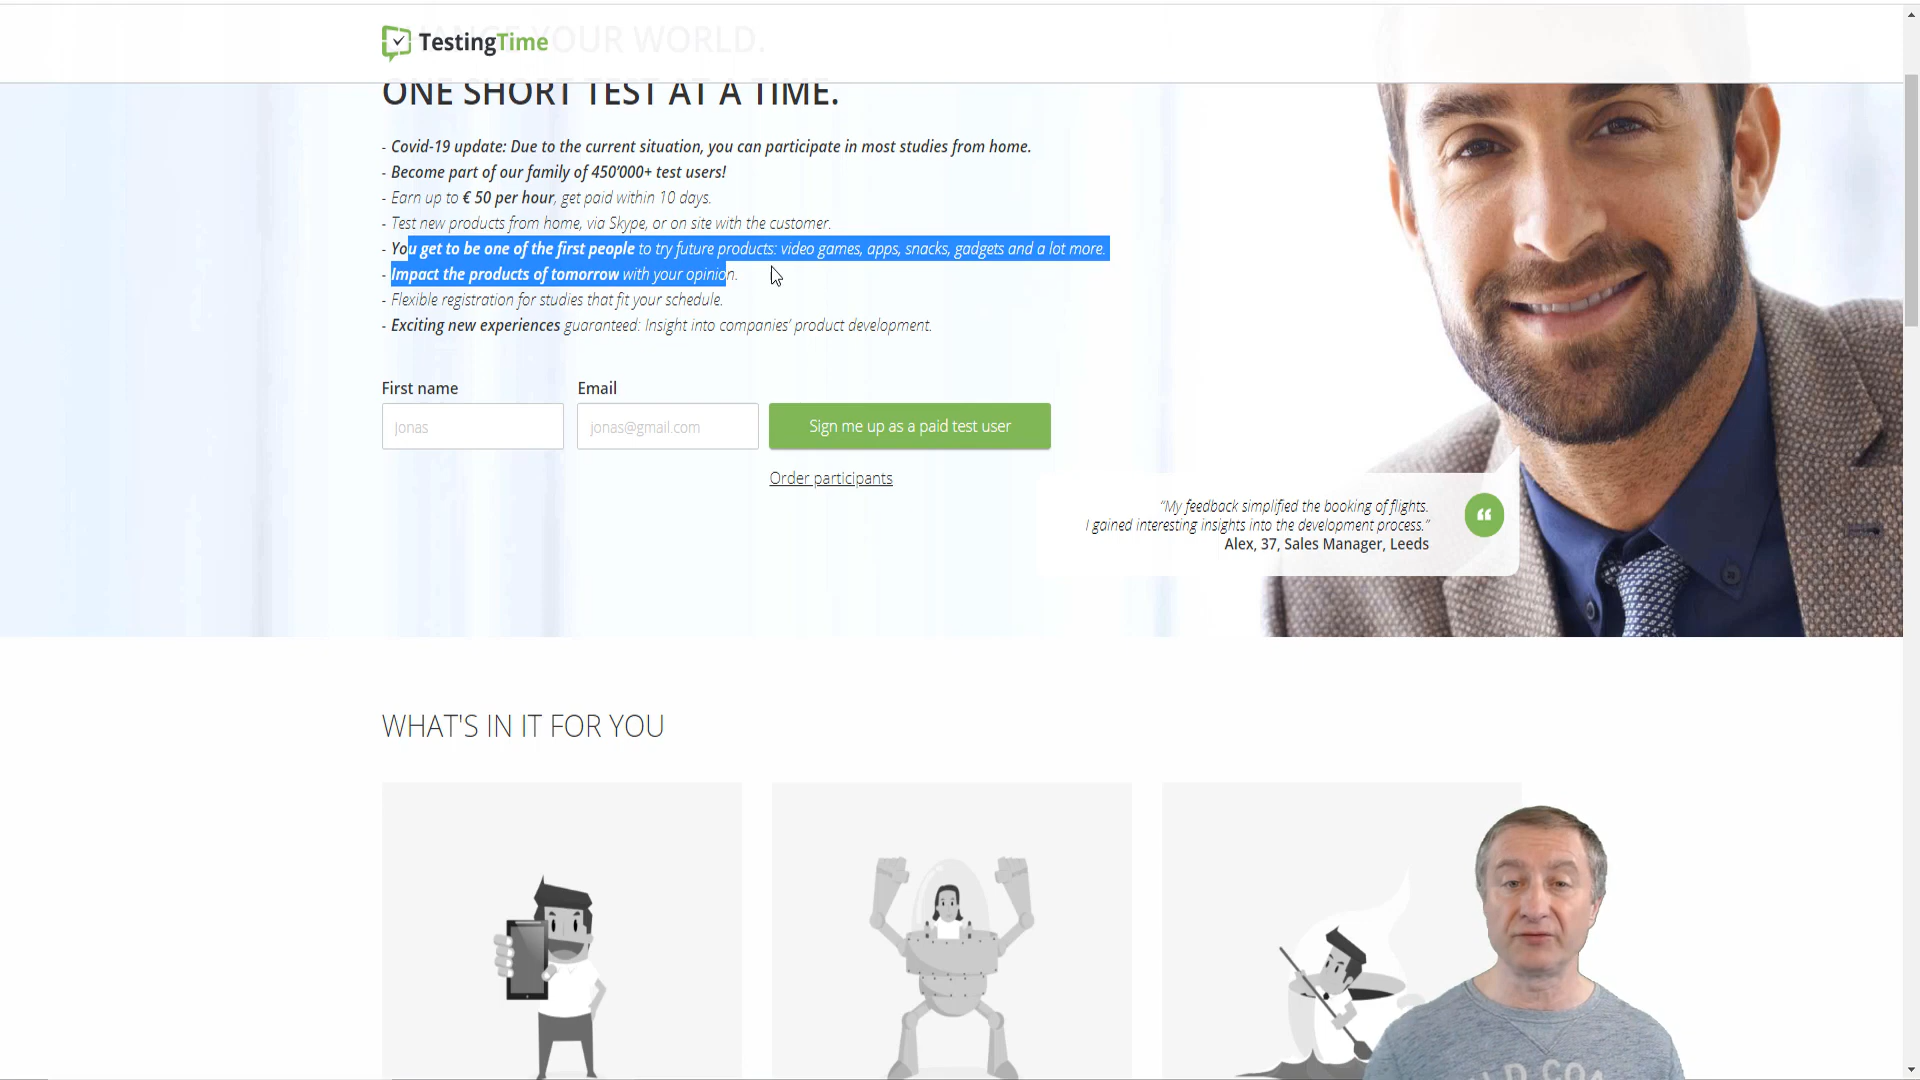 TestingTime
YOUR WORLD.
ONE SHORT TEST AT A TIME.
- Covid-19 update: Due to the current situation, you can participate in most studies from home.
- Become part of our family of 450'000+ test users!
- Earn up to € 50 per hour, get paid within 10 days.
- Test new products from home, via Skype, or on site with the customer.
- You get to be one of the first people to try future products: video games, apps, snacks, gadgets and a lot more.
- Impact the products of tomorrow with your opinion.
- Flexible registration for studies that fit your schedule.
- Exciting new experiences guaranteed: Insight into companies' product development.
First name Email
Jonas jonas@gmail.com Sign me up as a paid test user
Order participants
“My feedback simplified the booking of flights.
I gained interesting insights into the development process.”
Alex, 37, Sales Manager, Leeds
WHAT'S IN IT FOR YOU